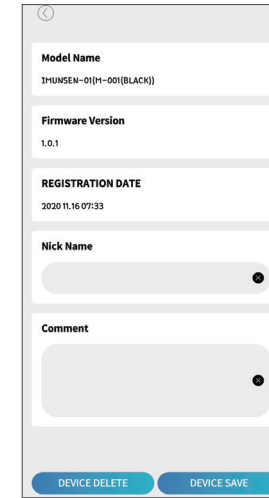 Model Name
IMUNSEN-01(M-001(BLACK))
Firmware Version
1.0.1
REGISTRATION DATE
2020 11.16 07:33
Nick Name
Comment
DEVICE DELETE
DEVICE SAVE